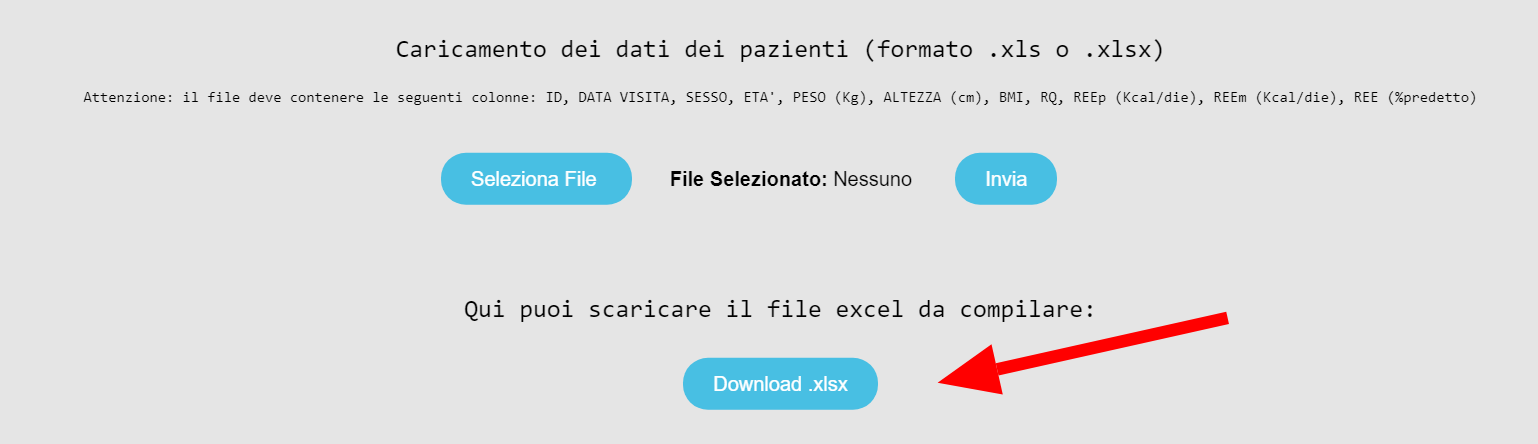 Caricamento dei dati dei pazienti (formato .xls o .xlsx)
Attenzione: il file deve contenere le seguenti colonne: ID, DATA VISITA, SESSO, ETA', PESO (Kg), ALTEZZA (cm), BMI, RQ, REEp (Kcal/die), REEm (Kcal/die), REE (%predetto)
Seleziona File File Selezionato: Nessuno Invia
Qui puoi scaricare il file excel da compilare:
Download .xlsx